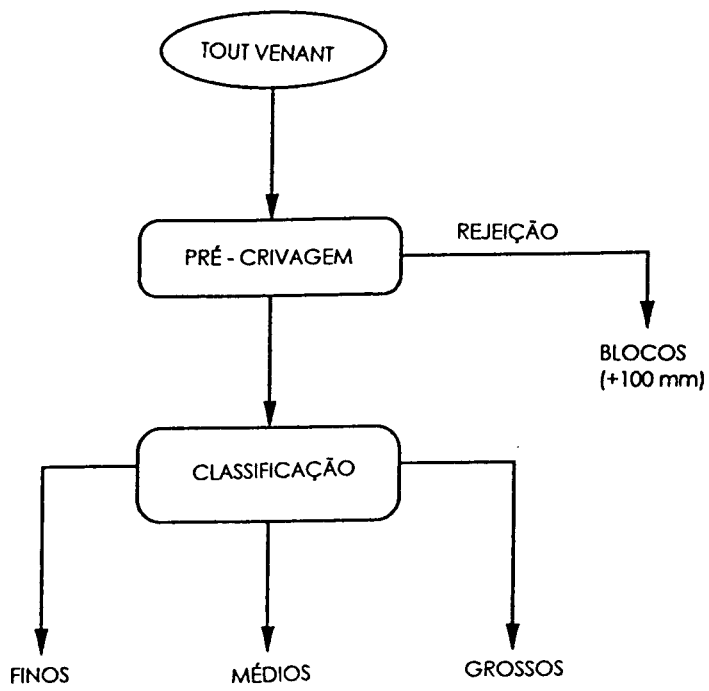 TOUT VENANT
PRÉ - CRIVAGEM
REJEIÇÃO
BLOCOS
(+100 mm)
CLASSIFICAÇÃO
FINOS
MÉDIOS
GROSSOS